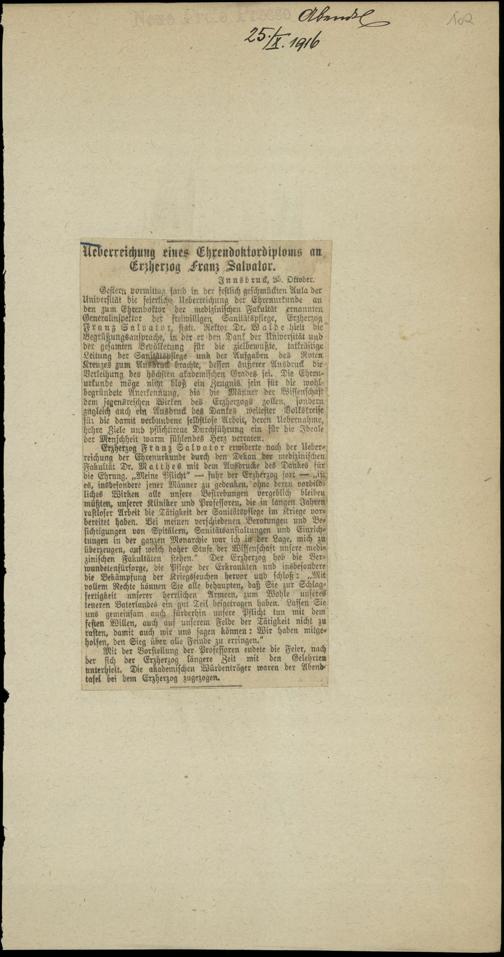 Abendbl
102
25./X. 1916
Ueberreichung eines Ehrendoktordiploms an
Erzherzog Franz Salvator.
Innsbruck, 25. Oktober.
Gestern vormittag fand in der festlich geschmückten Aula der
Universität die feierliche Ueberreichung der Ehrenurkunde an
den zum Ehrendoktor der medizinischen Fakultät ernannten
Generalinspektor der freiwilligen Sanitätspflege, Erzherzog
Franz Salvator, statt. Rektor Dr. Walde hielt die
Begrüßungsansprache, in der er den Dank der Universität und
der gesamten Bevölkerung für die zielbewußte, tatkräftige
Leitung der Sanitätspflege und der Aufgaben des Roten
Kreuzes zum Ausdruck brachte, dessen äußerer Ausdruck die
Verleihung des höchsten akademischen Grades sei. Die Ehren-
urkunde möge nicht bloß ein Zeugnis sein für die wohl-
begründete Anerkennung, die die Männer der Wissenschaft
dem segensreichen Wirken des Erzherzogs zollen, sondern
zugleich auch ein Ausdruck des Dankes weitester Volkskreise
für die damit verbundene selbstlose Arbeit, deren Uebernahme,
hehre Ziele und pflichttreue Durchführung ein für die Ideale
der Menschheit warm fühlendes Herz verraten.
Erzherzog Franz Salvator erwiderte nach der Ueber-
reichung der Ehrenurkunde durch den Dekan der medizinischen
Fakultät Dr. Matthes mit dem Ausdrucke des Dankes für
die Ehrung. „Meine Pflicht" — fuhr der Erzherzog fort — „ist
es, insbesondere jener Männer zu gedenken, ohne deren vorbild-
liches Wirken alle unsere Bestrebungen vergeblich bleiben
müßten, unserer Kliniker und Professoren, die in langen Jahren
rastloser Arbeit die Tätigkeit der Sanitätspflege im Kriege vor-
bereitet haben. Bei meinen verschiedenen Bereisungen und Be-
sichtigungen von Spitälern, Sanitätsanstalten und Einrich-
tungen in der ganzen Monarchie war ich in der Lage, mich zu
überzeugen, auf welch hoher Stufe der Wissenschaft unsere medi-
zinischen Fakultäten stehen." Der Erzherzog hob die Ver-
wundetenfürsorge, die Pflege der Erkrankten und insbesondere
die Bekämpfung der Kriegsseuchen hervor und schloß: „Mit
vollem Rechte können Sie alle behaupten, daß Sie zur Schlag-
fertigkeit unserer herrlichen Armeen, zum Wohle unseres
teueren Vaterlandes ein gut Teil beigetragen haben. Lassen Sie
uns gemeinsam auch fürderhin unsere Pflicht tun mit dem
festen Willen, auch auf unserem Felde der Tätigkeit nicht zu
rasten, damit auch wir uns sagen können: Wir haben mitge-
holfen, den Sieg über alle Feinde zu erringen."
Mit der Vorstellung der Professoren endete die Feier, nach
der sich der Erzherzog längere Zeit mit den Gelehrten
unterhielt. Die akademischen Würdenträger waren der Abend-
tafel bei dem Erzherzog zugezogen.